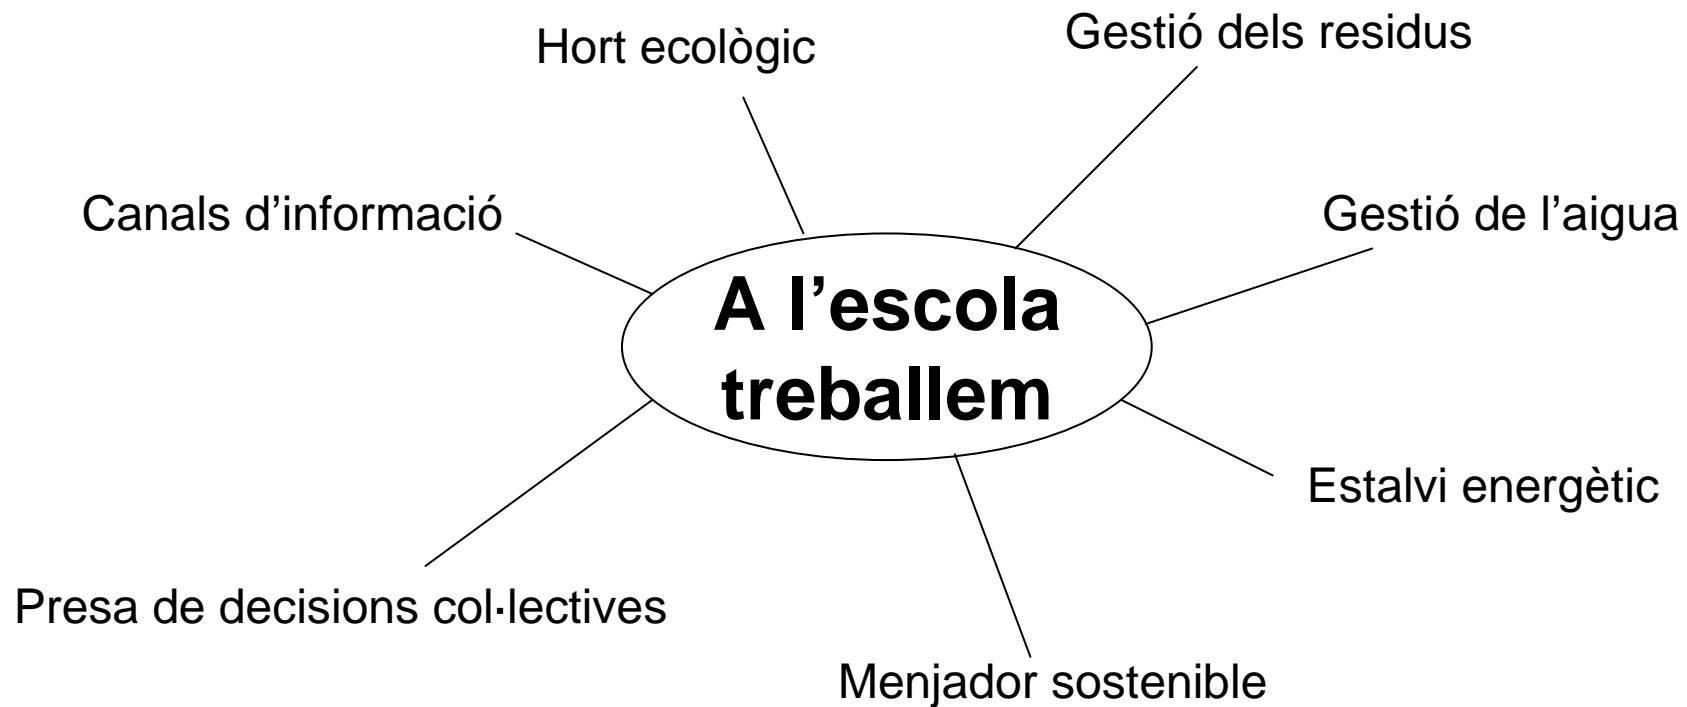 Hort ecològic
Gestió dels residus
Canals d’informació
Gestió de l’aigua
A l’escola
treballem
Estalvi energètic
Presa de decisions col·lectives
Menjador sostenible